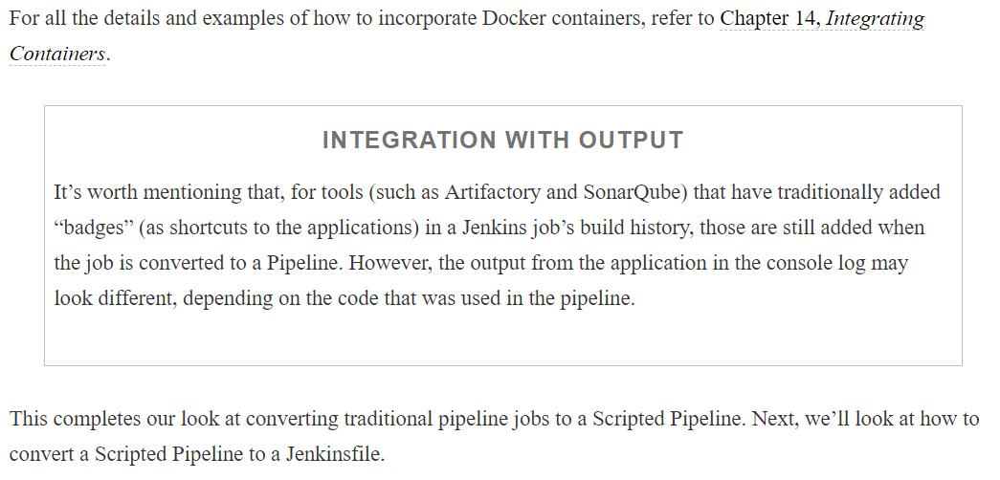 For all the details and examples of how to incorporate Docker containers, refer to Chapter 14, Integrating
Containers.
INTEGRATION WITH OUTPUT
It’s worth mentioning that, for tools (such as Artifactory and SonarQube) that have traditionally added
“badges” (as shortcuts to the applications) in a Jenkins job’s build history, those are still added when
the job is converted to a Pipeline. However, the output from the application in the console log may
look different, depending on the code that was used in the pipeline.
This completes our look at converting traditional pipeline jobs to a Scripted Pipeline. Next, we’ll look at how to
convert a Scripted Pipeline to a Jenkinsfile.